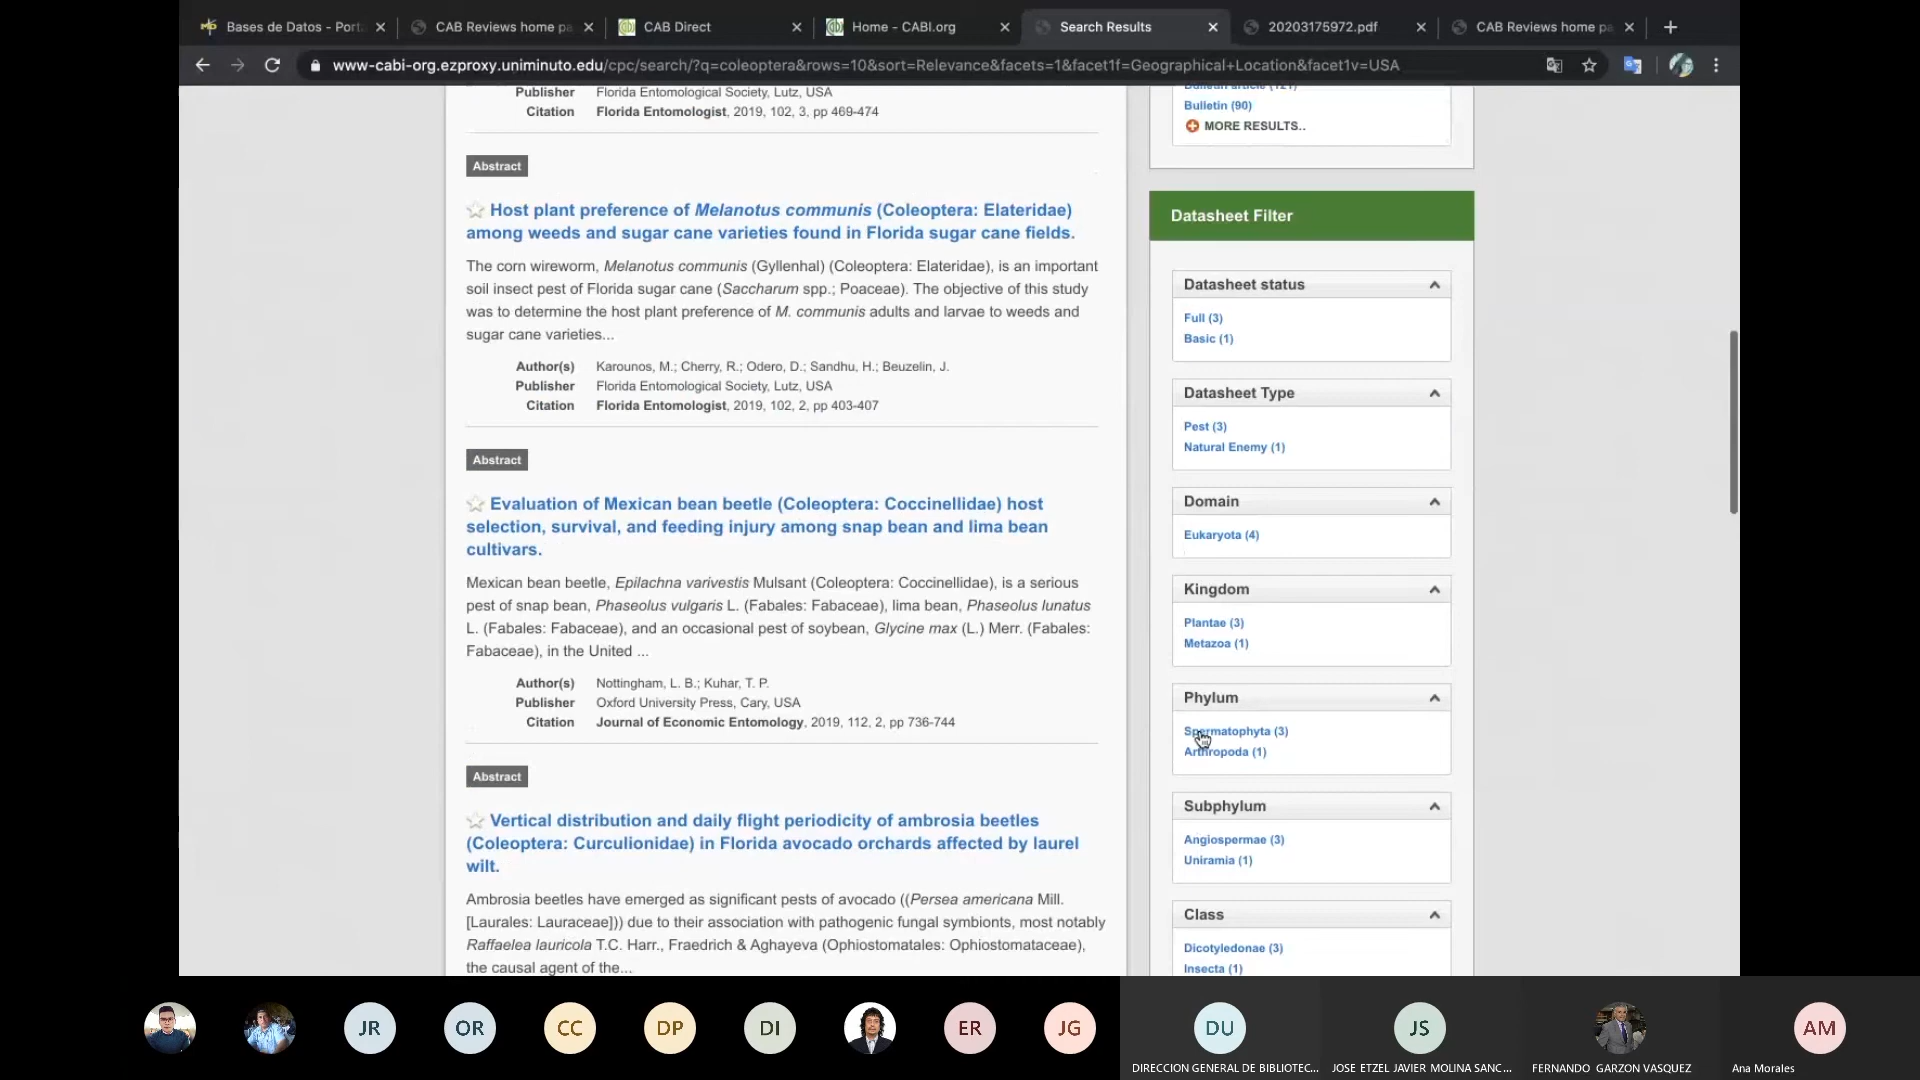 Bases de Datos - Port
CAB Reviews home pa
CAB Direct
Home - CABI.org
Search Results
20203175972.pdf
CAB Reviews home pa
www-cabi-org.ezproxy.uniminuto.edu/cpc/search/?q=coleoptera&rows=10&sort=Relevance&facets=1&facet1f=Geographical+Location&facet1v=USA
Publisher Florida Entomological Society, Lutz, USA
Citation Florida Entomologist, 2019, 102, 3, pp 469-474
Abstract
Host plant preference of Melanotus communis (Coleoptera: Elateridae)
among weeds and sugar cane varieties found in Florida sugar cane fields.
The corn wireworm, Melanotus communis (Gyllenhal) (Coleoptera: Elateridae), is an important
soil insect pest of Florida sugar cane (Saccharum spp.; Poaceae). The objective of this study
was to determine the host plant preference of M. communis adults and larvae to weeds and
sugar cane varieties...
Author(s) Karounos, M.; Cherry, R.; Odero, D.; Sandhu, H.; Beuzelin, J.
Publisher Florida Entomological Society, Lutz, USA
Citation Florida Entomologist, 2019, 102, 2, pp 403-407
Abstract
Evaluation of Mexican bean beetle (Coleoptera: Coccinellidae) host
selection, survival, and feeding injury among snap bean and lima bean
cultivars.
Mexican bean beetle, Epilachna varivestis Mulsant (Coleoptera: Coccinellidae), is a serious
pest of snap bean, Phaseolus vulgaris L. (Fabales: Fabaceae), lima bean, Phaseolus lunatus
L. (Fabales: Fabaceae), and an occasional pest of soybean, Glycine max (L.) Merr. (Fabales:
Fabaceae), in the United ...
Author(s) Nottingham, L. B.; Kuhar, T. P.
Publisher Oxford University Press, Cary, USA
Citation Journal of Economic Entomology, 2019, 112, 2, pp 736-744
Abstract
Vertical distribution and daily flight periodicity of ambrosia beetles
(Coleoptera: Curculionidae) in Florida avocado orchards affected by laurel
wilt.
Ambrosia beetles have emerged as significant pests of avocado ((Persea americana Mill.
[Laurales: Lauraceae])) due to their association with pathogenic fungal symbionts, most notably
Raffaelea lauricola T.C. Harr., Fraedrich & Aghayeva (Ophiostomatales: Ophiostomataceae),
the causal agent of the...
Bulletin article (121)
Bulletin (90)
MORE RESULTS..
Datasheet Filter
Datasheet status
Full (3)
Basic (1)
Datasheet Type
Pest (3)
Natural Enemy (1)
Domain
Eukaryota (4)
Kingdom
Plantae (3)
Metazoa (1)
Phylum
Spermatophyta (3)
Arthropoda (1)
Subphylum
Angiospermae (3)
Uniramia (1)
Class
Dicotyledonae (3)
Insecta (1)
JR
OR
CC
DP
DI
ER
JG
DU
JS
AM
DIRECCION GENERAL DE BIBLIOTEC...
JOSE ETZEL JAVIER MOLINA SANC...
FERNANDO GARZON VASQUEZ
Ana Morales